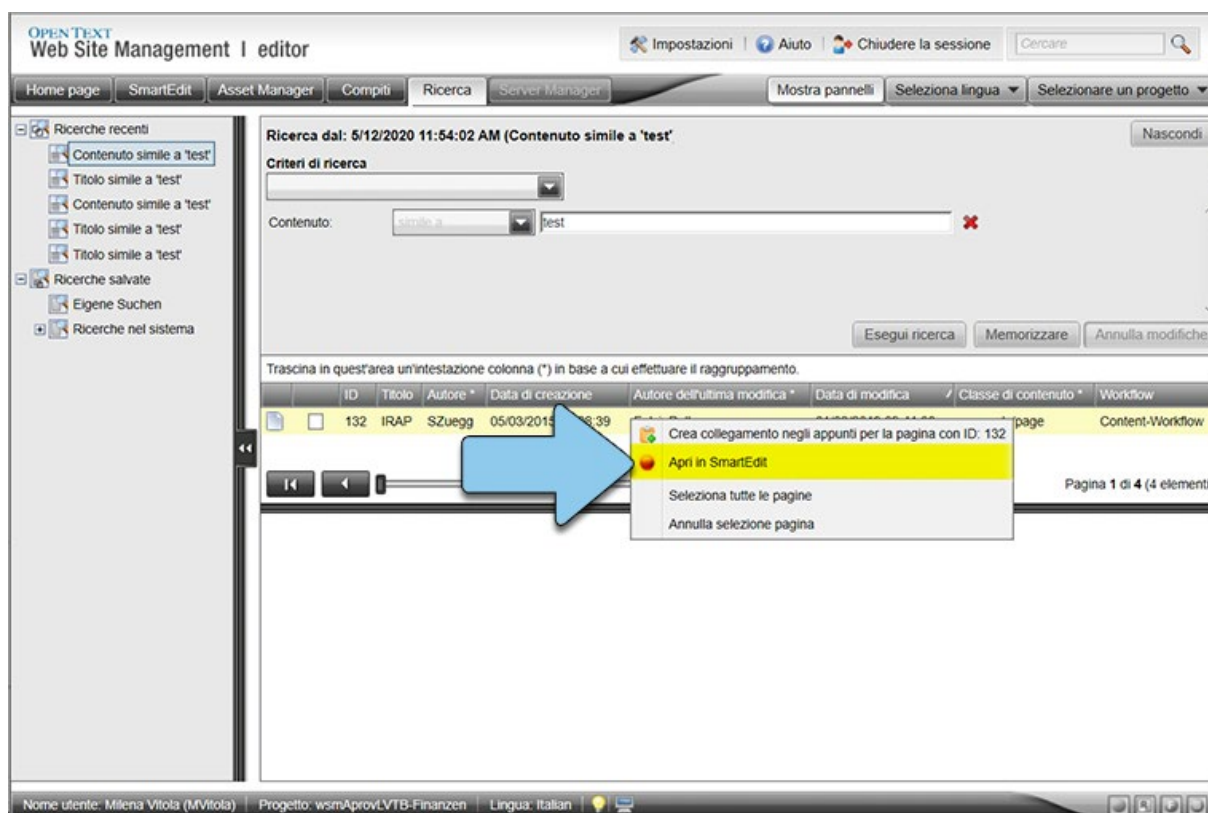 OPENTEXT
Web Site Management | editor
Impostazioni | Aiuto | Chiudere la sessione
Cercare
Home page SmartEdit Asset Manager Compiti Ricerca Server Manager Mostra pannelli Seleziona lingua Selezionare un progetto
Ricerche recenti
Contenuto simile a 'test'
Titolo simile a 'test'
Contenuto simile a 'test'
Titolo simile a 'test'
Titolo simile a 'test'
Ricerche salvate
Eigene Suchen
Ricerche nel sistema
Ricerca dal: 5/12/2020 11:54:02 AM (Contenuto simile a 'test'
Nascondi
Criteri di ricerca
Contenuto: simile a test
Esegui ricerca Memorizzare Annulla modifiche
Trascina in quest'area un'intestazione colonna (*) in base a cui effettuare il raggruppamento.
ID Titolo Autore * Data di creazione Autore dell'ultima modifica * Data di modifica / Classe di contenuto * Workflow
132 IRAP SZuegg 05/03/2015 :39 page Content-Workflow
Crea collegamento negli appunti per la pagina con ID: 132
Apri in SmartEdit
Seleziona tutte le pagine
Annulla selezione pagina
Pagina 1 di 4 (4 elementi
Nome utente: Milena Vitola (MVitola) | Progetto: wsmAprovLVTB-Finanzen | Lingua: Italian